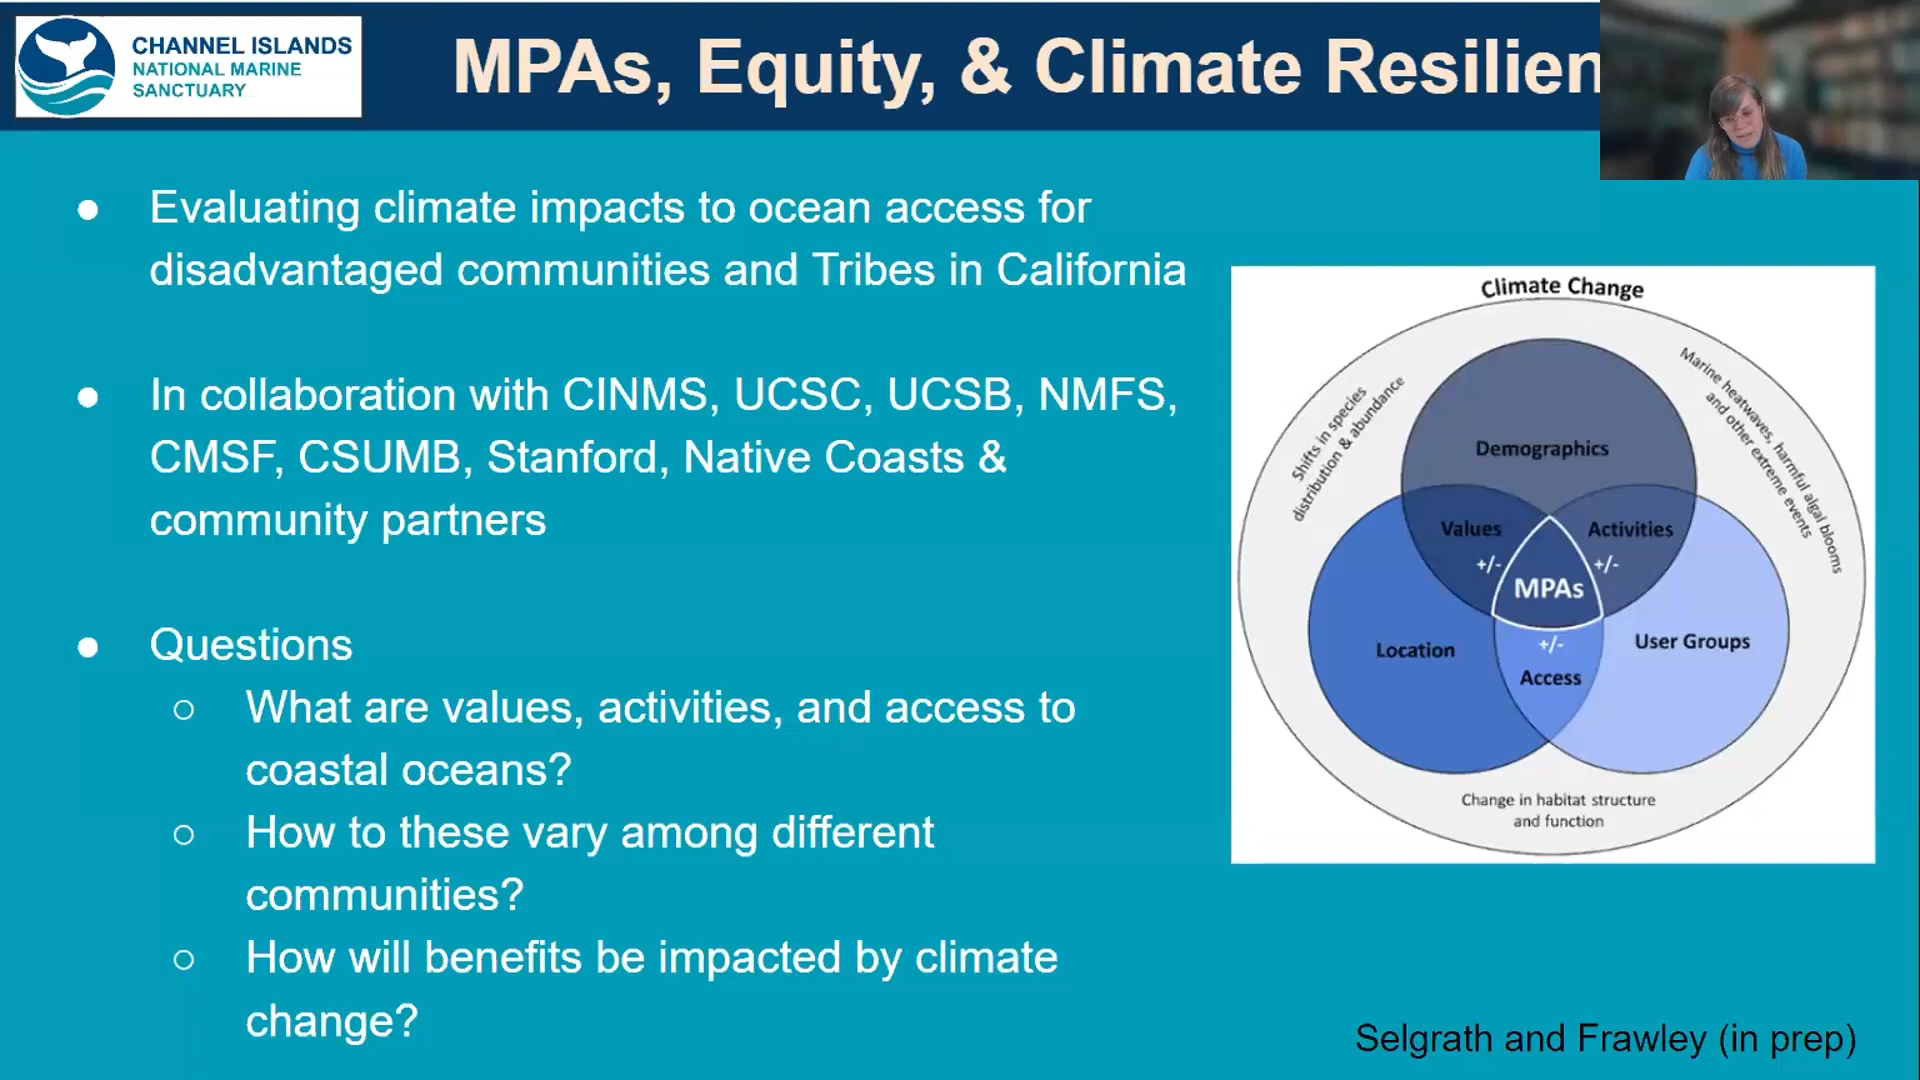 CHANNEL ISLANDS
NATIONAL MARINE
SANCTUARY
MPAs, Equity, & Climate Resilien
● Evaluating climate impacts to ocean access for
disadvantaged communities and Tribes in California
● In collaboration with CINMS, UCSC, UCSB, NMFS,
CMSF, CSUMB, Stanford, Native Coasts &
community partners
● Questions
○ What are values, activities, and access to
coastal oceans?
○ How to these vary among different
communities?
○ How will benefits be impacted by climate
change?
Climate Change
Shifts in species
distribution & abundance
Marine heatwaves, harmful algal blooms
and other extreme events
Demographics
Values
Activities
+/-
+/-
MPAs
Location
User Groups
+/-
Access
Change in habitat structure
and function
Selgrath and Frawley (in prep)